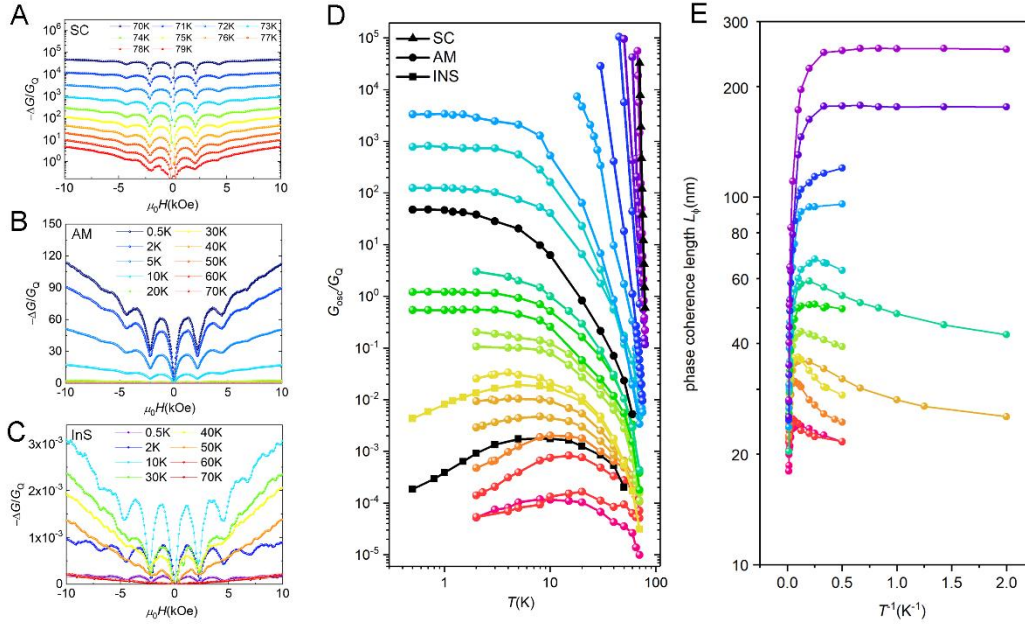 A
SC
70K 71K 72K 73K
74K 75K 76K 77K
78K 79K
−ΔG/G_Q
10^6
10^5
10^4
10^3
10^2
10^1
10^0
-10 -5 0 5 10
μ₀H(kOe)
B
AM
0.5K 30K
2K 40K
5K 50K
10K 60K
20K 70K
−ΔG/G_Q
150
120
90
60
30
0
-10 -5 0 5 10
μ₀H(kOe)
C
InS
0.5K 40K
2K 50K
10K 60K
30K 70K
−ΔG/G_Q
3x10^-3
2x10^-3
1x10^-3
0
-10 -5 0 5 10
μ₀H(kOe)
D
SC
AM
INS
G_osc/G_Q
10^5
10^4
10^3
10^2
10^1
10^0
10^-1
10^-2
10^-3
10^-4
10^-5
1 10 100
T(K)
E
phase coherence length L_ϕ(nm)
300
200
100
80
60
40
20
10
0.0 0.5 1.0 1.5 2.0
T^-1(K^-1)